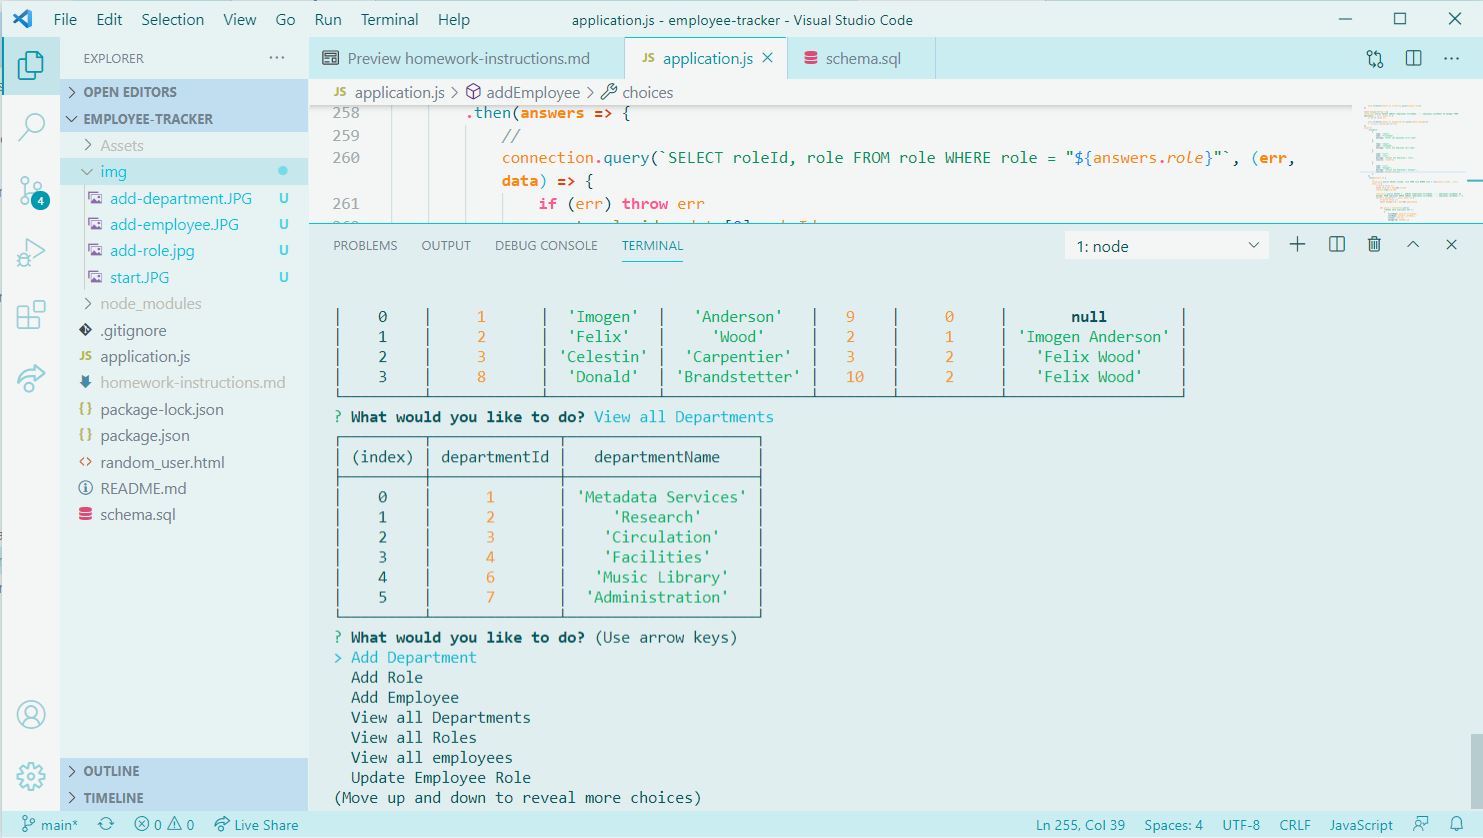 File Edit Selection View Go Run Terminal Help application.js - employee-tracker - Visual Studio Code
EXPLORER ···
OPEN EDITORS
EMPLOYEE-TRACKER
Assets
img
add-department.JPG U
add-employee.JPG U
add-role.jpg U
start.JPG U
node_modules
.gitignore
JS application.js
homework-instructions.md
{} package-lock.json
{} package.json
<> random_user.html
README.md
schema.sql
OUTLINE
TIMELINE
4
Preview homework-instructions.md JS application.js schema.sql
JS application.js > addEmployee > choices
258 .then(answers => {
259 //
260 connection.query(`SELECT roleId, role FROM role WHERE role = "${answers.role}"`, (err,
data) => {
261 if (err) throw err
PROBLEMS OUTPUT DEBUG CONSOLE TERMINAL 1: node
0 1 'Imogen' 'Anderson' 9 0 null
1 2 'Felix' 'Wood' 2 1 'Imogen Anderson'
2 3 'Celestin' 'Carpentier' 3 2 'Felix Wood'
3 8 'Donald' 'Brandstetter' 10 2 'Felix Wood'
? What would you like to do? View all Departments
(index) departmentId departmentName
0 1 'Metadata Services'
1 2 'Research'
2 3 'Circulation'
3 4 'Facilities'
4 6 'Music Library'
5 7 'Administration'
? What would you like to do? (Use arrow keys)
> Add Department
Add Role
Add Employee
View all Departments
View all Roles
View all employees
Update Employee Role
(Move up and down to reveal more choices)
main* 0 0 Live Share Ln 255, Col 39 Spaces: 4 UTF-8 CRLF JavaScript